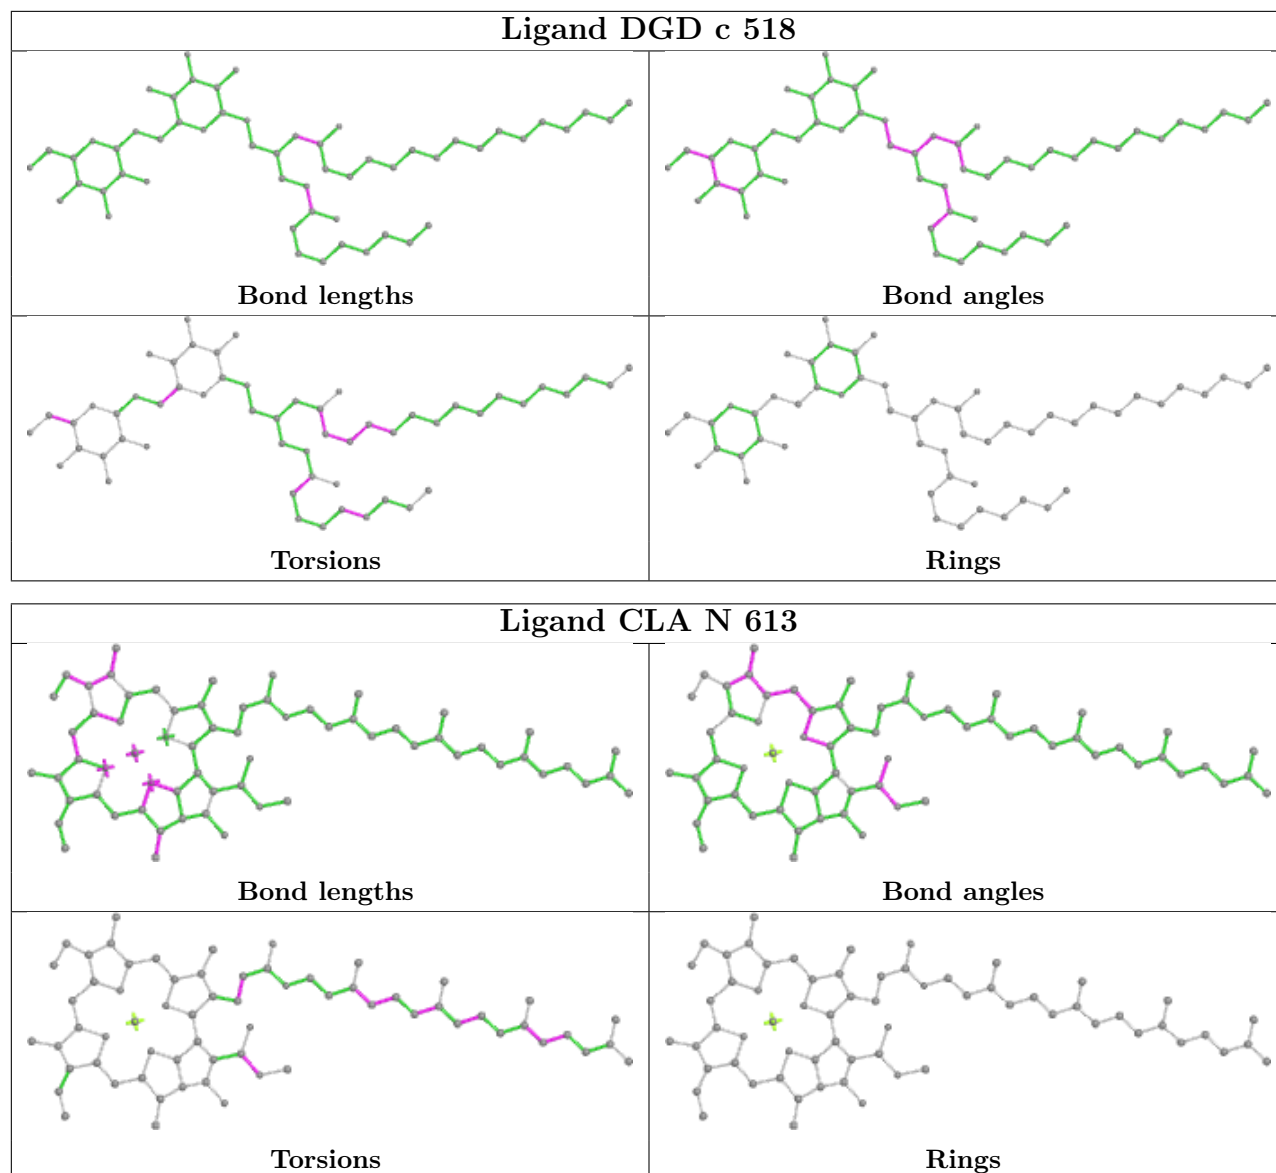 Ligand DGD c 518
Bond lengths
Bond angles
Torsions
Rings
Ligand CLA N 613
Bond lengths
Bond angles
Torsions
Rings